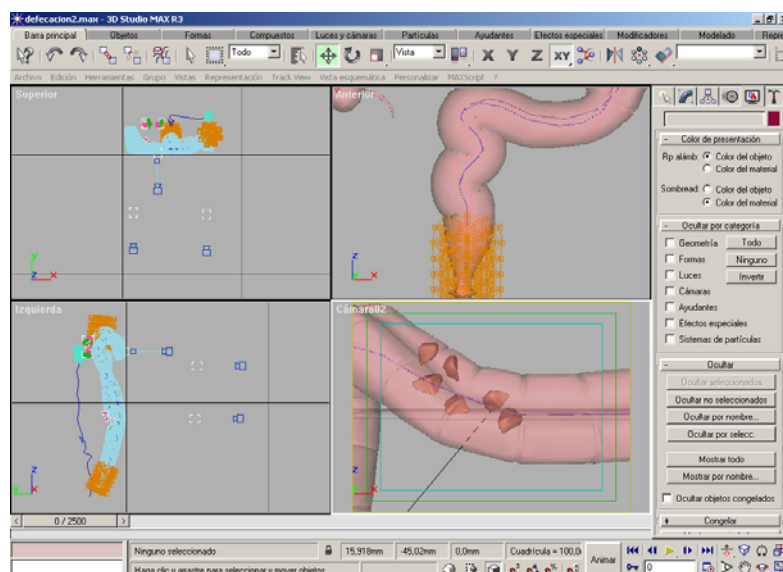 defecacion2.max - 3D Studio MAX R3
Barra principal Objetos Formas Compuestos Luces y cámaras Partículas Ayudantes Efectos especiales Modificadores Modelado
Todo Vista X Y Z XY
Archivo Edición Herramientas Grupo Vistas Representación Track View Vista esquemática Personalizar MAXScript ?
Superior Anterior
Color de presentación
Rp alámb: Color del objeto
Color del material
Sombread: Color del objeto
Color del material
Ocultar por categoría
Geometría Todo
Formas Ninguno
Luces Invertir
Cámaras
Ayudantes
Efectos especiales
Sistemas de partículas
Izquierda Cámara02
Ocultar
Ocultar seleccionados
Ocultar no seleccionados
Ocultar por nombre...
Ocultar por selecc.
Mostrar todo
Mostrar por nombre...
Ocultar objetos congelados
Congelar
0 / 2500
Ninguno seleccionado 15,918mm -45,02mm 0,0mm Cuadrícula = 100,0 Animar
Haga clic y arrastre para seleccionar y mover objetos 0